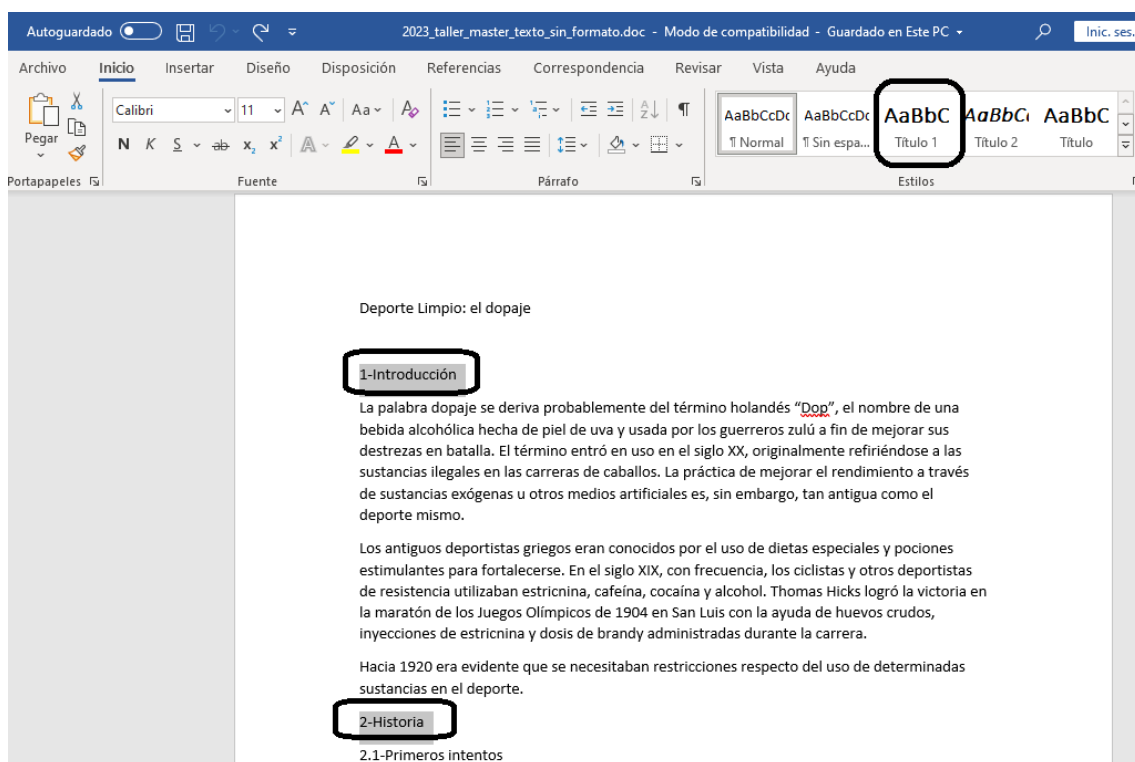 Autoguardado 2023_taller_master_texto_sin_formato.doc - Modo de compatibilidad - Guardado en Este PC Inic. ses.
Archivo Inicio Insertar Diseño Disposición Referencias Correspondencia Revisar Vista Ayuda
Pegar
Calibri 11 A A Aa A
N K S ab x2 x2 A A
AaBbCcDc AaBbCcDc AaBbC AaBbCc AaBbC
¶ Normal ¶ Sin espa... Título 1 Título 2 Título
Portapapeles Fuente Párrafo Estilos
Deporte Limpio: el dopaje
1-Introducción
La palabra dopaje se deriva probablemente del término holandés “Dop”, el nombre de una
bebida alcohólica hecha de piel de uva y usada por los guerreros zulú a fin de mejorar sus
destrezas en batalla. El término entró en uso en el siglo XX, originalmente refiriéndose a las
sustancias ilegales en las carreras de caballos. La práctica de mejorar el rendimiento a través
de sustancias exógenas u otros medios artificiales es, sin embargo, tan antigua como el
deporte mismo.
Los antiguos deportistas griegos eran conocidos por el uso de dietas especiales y pociones
estimulantes para fortalecerse. En el siglo XIX, con frecuencia, los ciclistas y otros deportistas
de resistencia utilizaban estricnina, cafeína, cocaína y alcohol. Thomas Hicks logró la victoria en
la maratón de los Juegos Olímpicos de 1904 en San Luis con la ayuda de huevos crudos,
inyecciones de estricnina y dosis de brandy administradas durante la carrera.
Hacia 1920 era evidente que se necesitaban restricciones respecto del uso de determinadas
sustancias en el deporte.
2-Historia
2.1-Primeros intentos